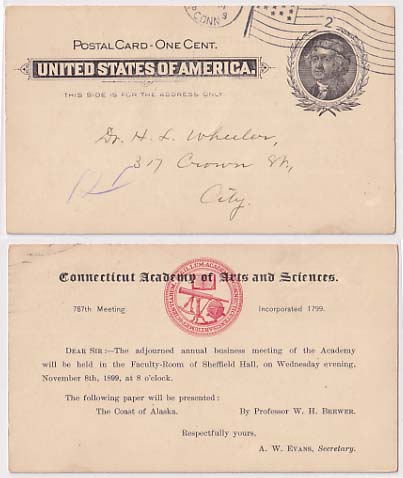 CONN
2
POSTAL CARD - ONE CENT.
UNITED STATES OF AMERICA.
THIS SIDE IS FOR THE ADDRESS ONLY.
Dr. H. L. Wheeler,
317 Crown St,
City.
Connecticut Academy of Arts and Sciences.
787th Meeting Incorporated 1799.
DEAR SIR:—The adjourned annual business meeting of the Academy
will be held in the Faculty-Room of Sheffield Hall, on Wednesday evening,
November 8th, 1899, at 8 o'clock.
The following paper will be presented:
The Coast of Alaska. By Professor W. H. BREWER.
Respectfully yours,
A. W. EVANS, Secretary.